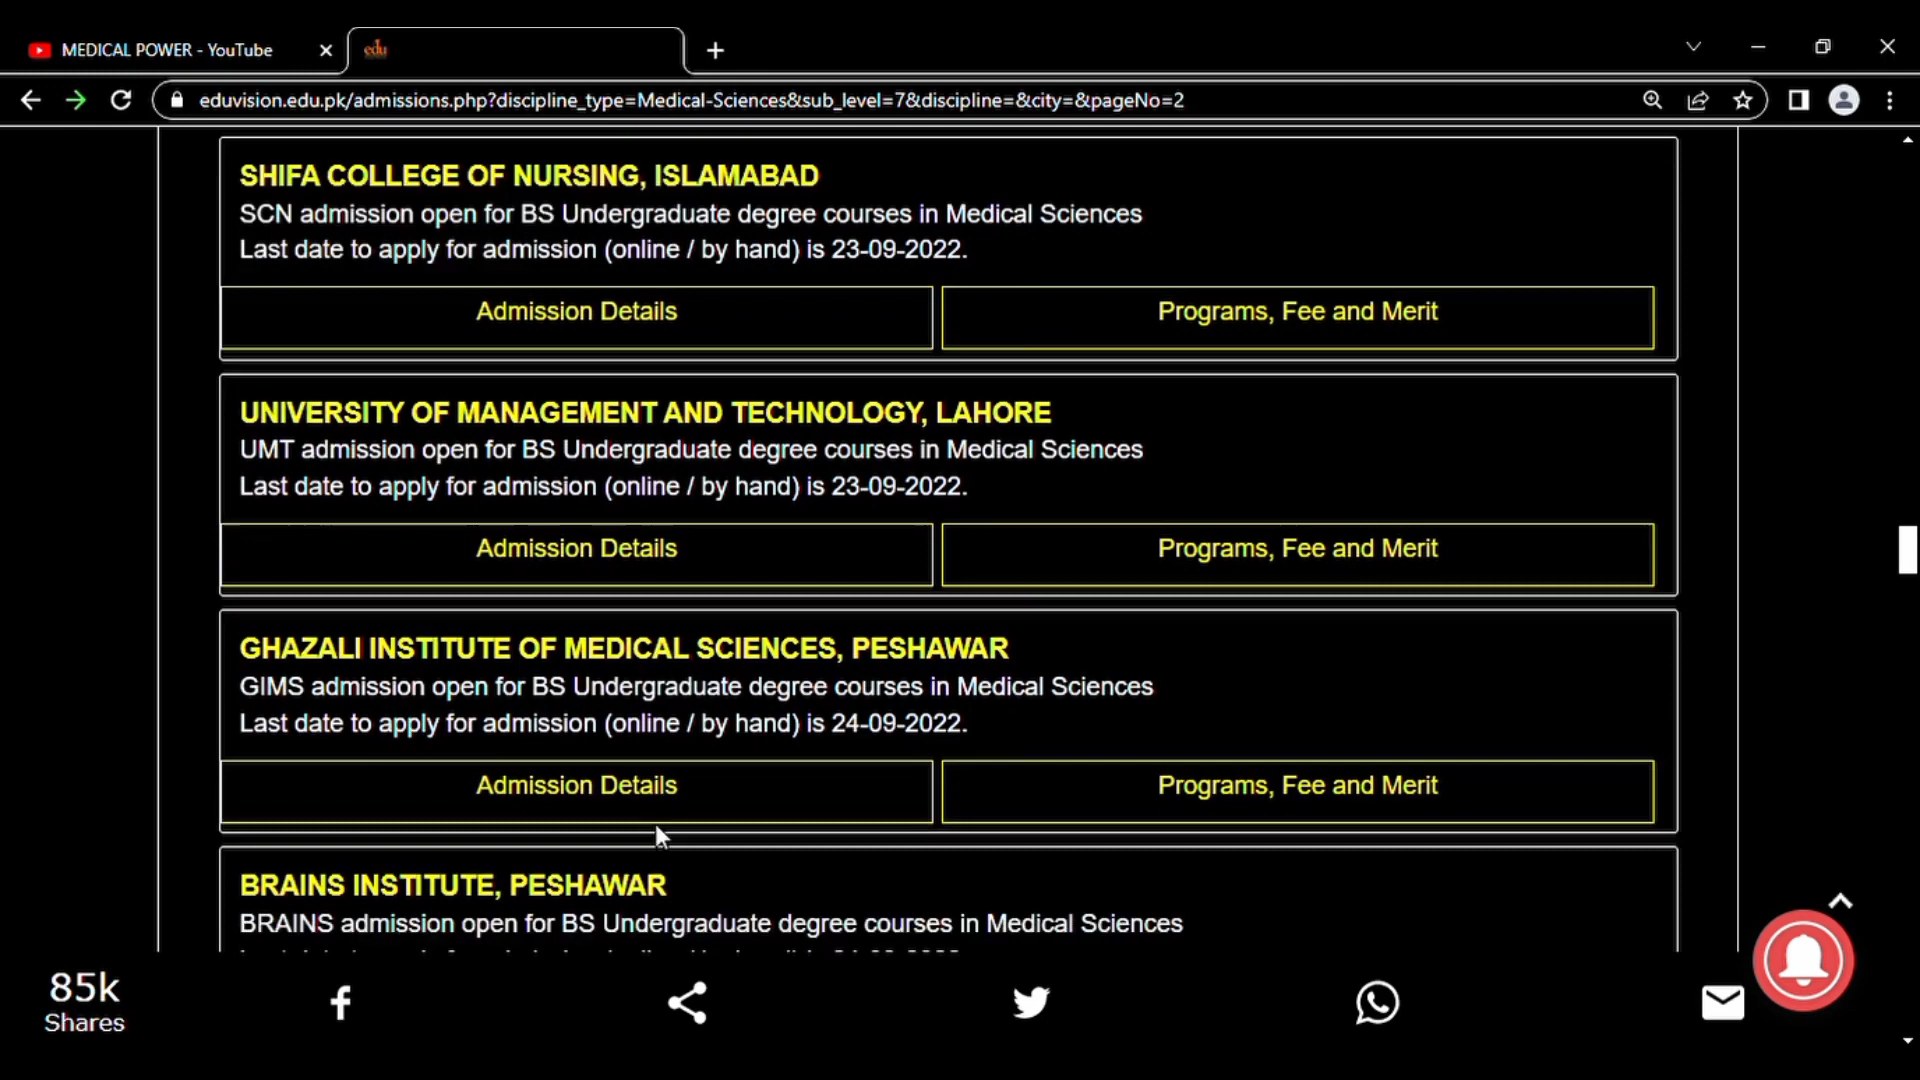 MEDICAL POWER - YouTube
edu
eduvision.edu.pk/admissions.php?discipline_type=Medical-Sciences&sub_level=7&discipline=&city=&pageNo=2
SHIFA COLLEGE OF NURSING, ISLAMABAD
SCN admission open for BS Undergraduate degree courses in Medical Sciences
Last date to apply for admission (online / by hand) is 23-09-2022.
Admission Details
Programs, Fee and Merit
UNIVERSITY OF MANAGEMENT AND TECHNOLOGY, LAHORE
UMT admission open for BS Undergraduate degree courses in Medical Sciences
Last date to apply for admission (online / by hand) is 23-09-2022.
Admission Details
Programs, Fee and Merit
GHAZALI INSTITUTE OF MEDICAL SCIENCES, PESHAWAR
GIMS admission open for BS Undergraduate degree courses in Medical Sciences
Last date to apply for admission (online / by hand) is 24-09-2022.
Admission Details
Programs, Fee and Merit
BRAINS INSTITUTE, PESHAWAR
BRAINS admission open for BS Undergraduate degree courses in Medical Sciences
85k
Shares